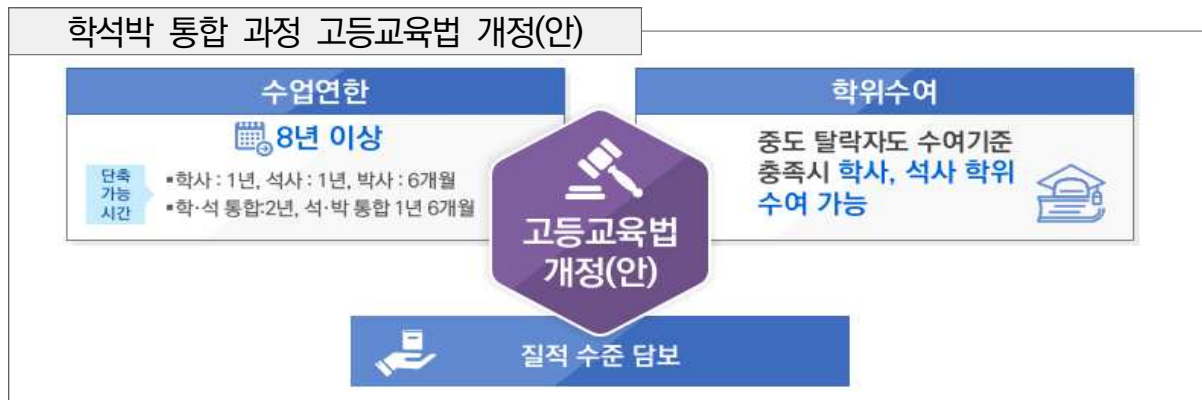 학석박 통합 과정 고등교육법 개정(안)
수업연한
8년 이상
단축
가능
시간
▪학사 : 1년, 석사 : 1년, 박사 : 6개월
▪학·석 통합:2년, 석·박 통합 1년 6개월
학위수여
중도 탈락자도 수여기준
충족시 학사, 석사 학위
수여 가능
고등교육법
개정(안)
질적 수준 담보